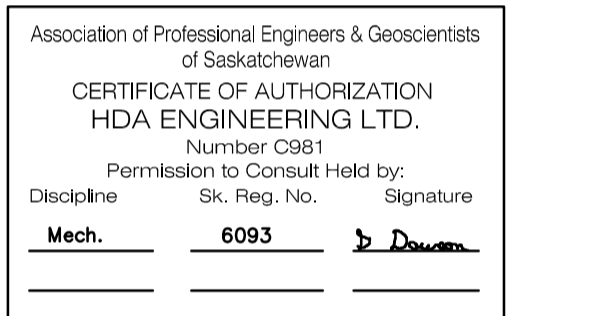 Association of Professional Engineers & Geoscientists
of Saskatchewan
CERTIFICATE OF AUTHORIZATION
HDA ENGINEERING LTD.
Number C981
Permission to Consult Held by:
Discipline Sk. Reg. No. Signature
Mech. 6093 D Dawson